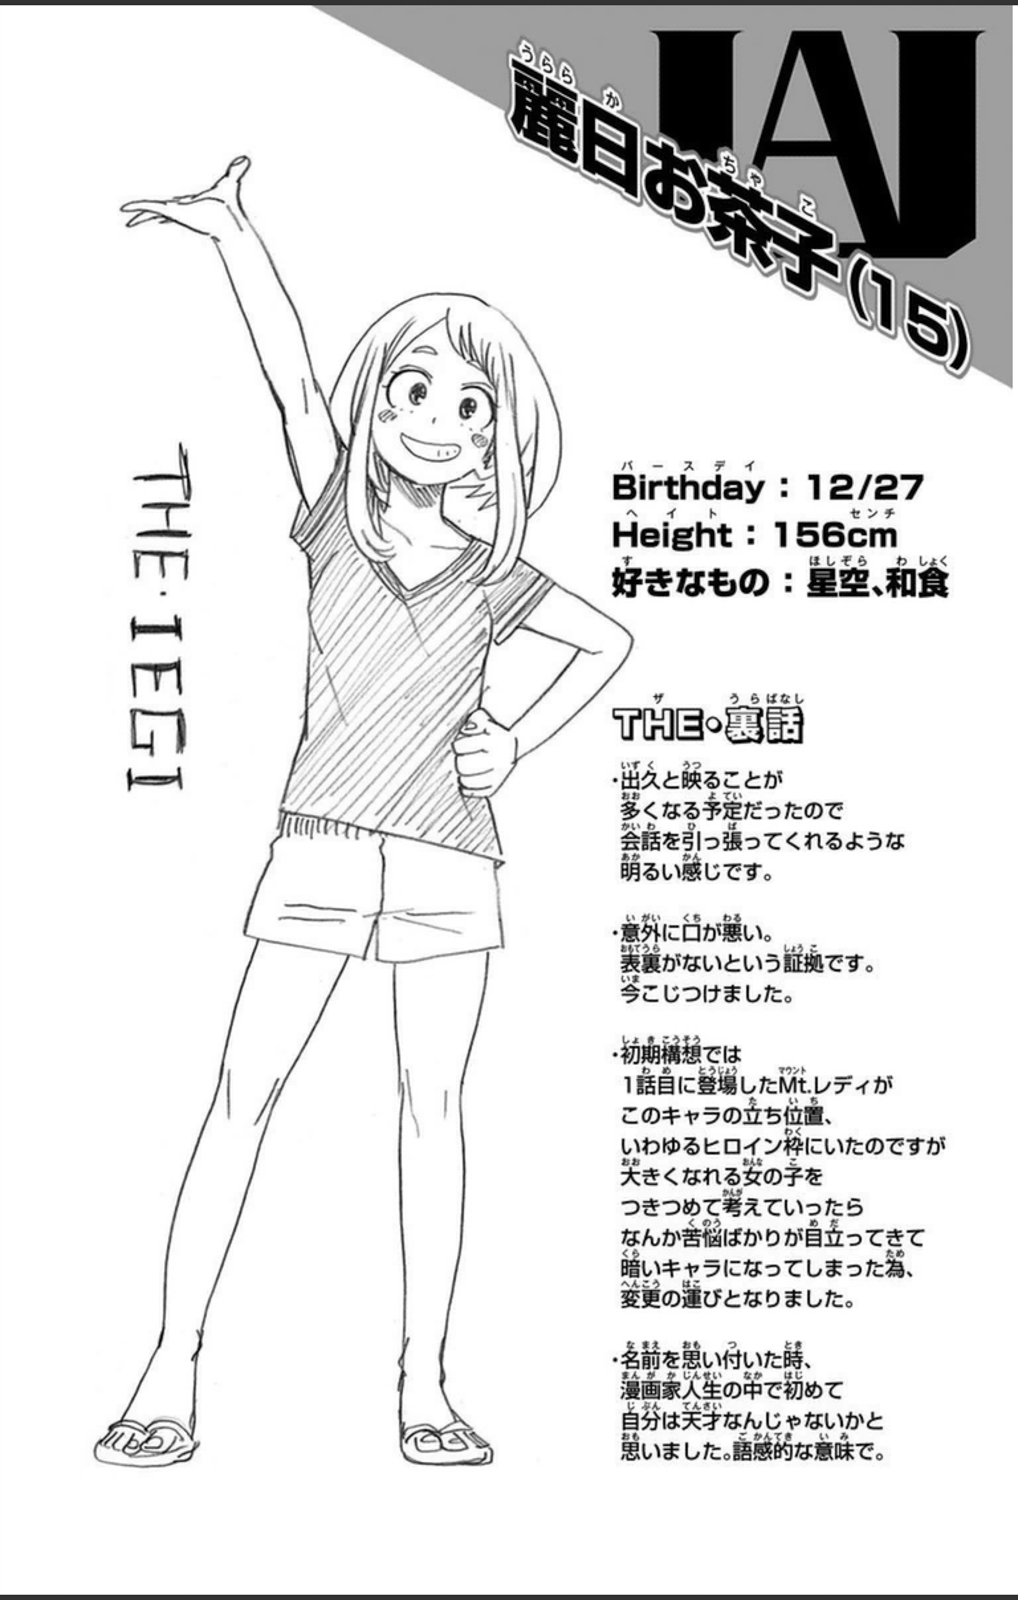 UA
麗日お茶子(15)
THE・IEGI
Birthday：12/27
Height：156cm
好きなもの：星空、和食
THE・裏話
・出久と映ることが
多くなる予定だったので
会話を引っ張ってくれるような
明るい感じです。
・意外に口が悪い。
表裏がないという証拠です。
今こじつけました。
・初期構想では
1話目に登場したMt.レディが
このキャラの立ち位置、
いわゆるヒロイン枠にいたのですが
大きくなれる女の子を
つきつめて考えていったら
なんか苦悩ばかりが目立ってきて
暗いキャラになってしまった為、
変更の運びとなりました。
・名前を思い付いた時、
漫画家人生の中で初めて
自分は天才なんじゃないかと
思いました。語感的な意味で。